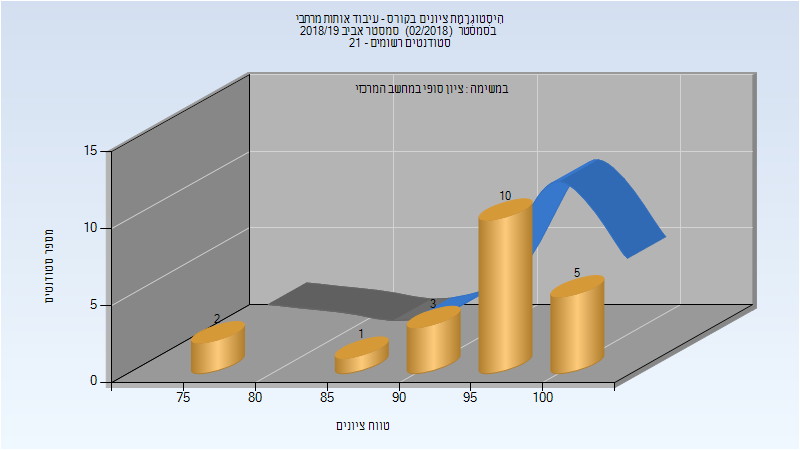 היסטוגרמת ציונים בקורס - עיבוד אותות מרחבי
בסמסטר (02/2018) סמסטר אביב 2018/19
סטודנטים רשומים - 21
במשימה : ציון סופי במחשב המרכזי
15
10
5
0
מספר סטודנטים
2
1
3
10
5
75
80
85
90
95
100
טווח ציונים